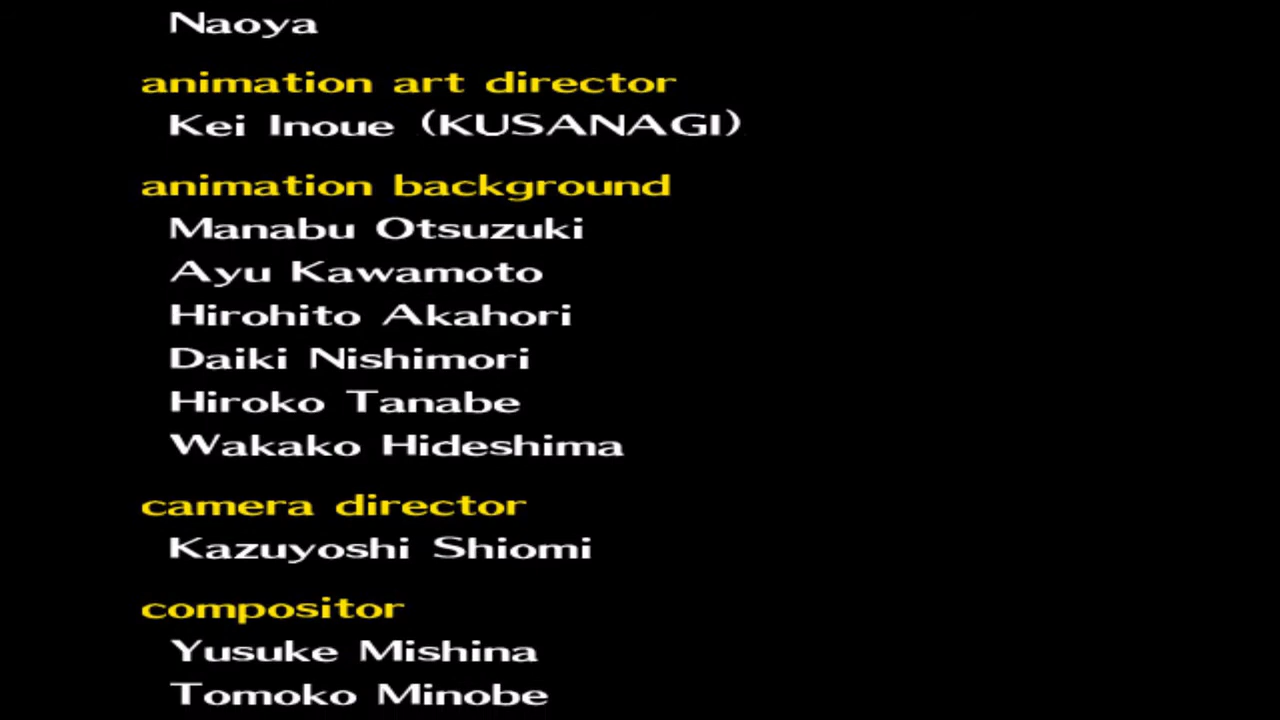 Naoya
animation art director
Kei Inoue (KUSANAGI)
animation background
Manabu Otsuzuki
Ayu Kawamoto
Hirohito Akahori
Daiki Nishimori
Hiroko Tanabe
Wakako Hideshima
camera director
Kazuyoshi Shiomi
compositor
Yusuke Mishina
Tomoko Minobe